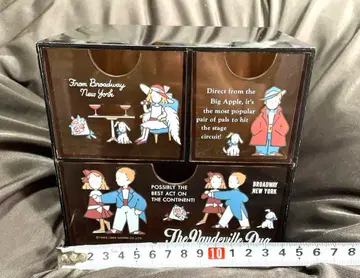 From Broadway
New York
Direct from the
Big Apple, it's
the most popular
pair of pals to hit
the stage
circuit!
POSSIBLY THE
BEST ACT ON
THE CONTINENT!
BROADWAY
NEW YORK
The Vaudeville Duo
2 3 4 5 6 7 8 9 10 1 2 3 4 5 6 7 8 9